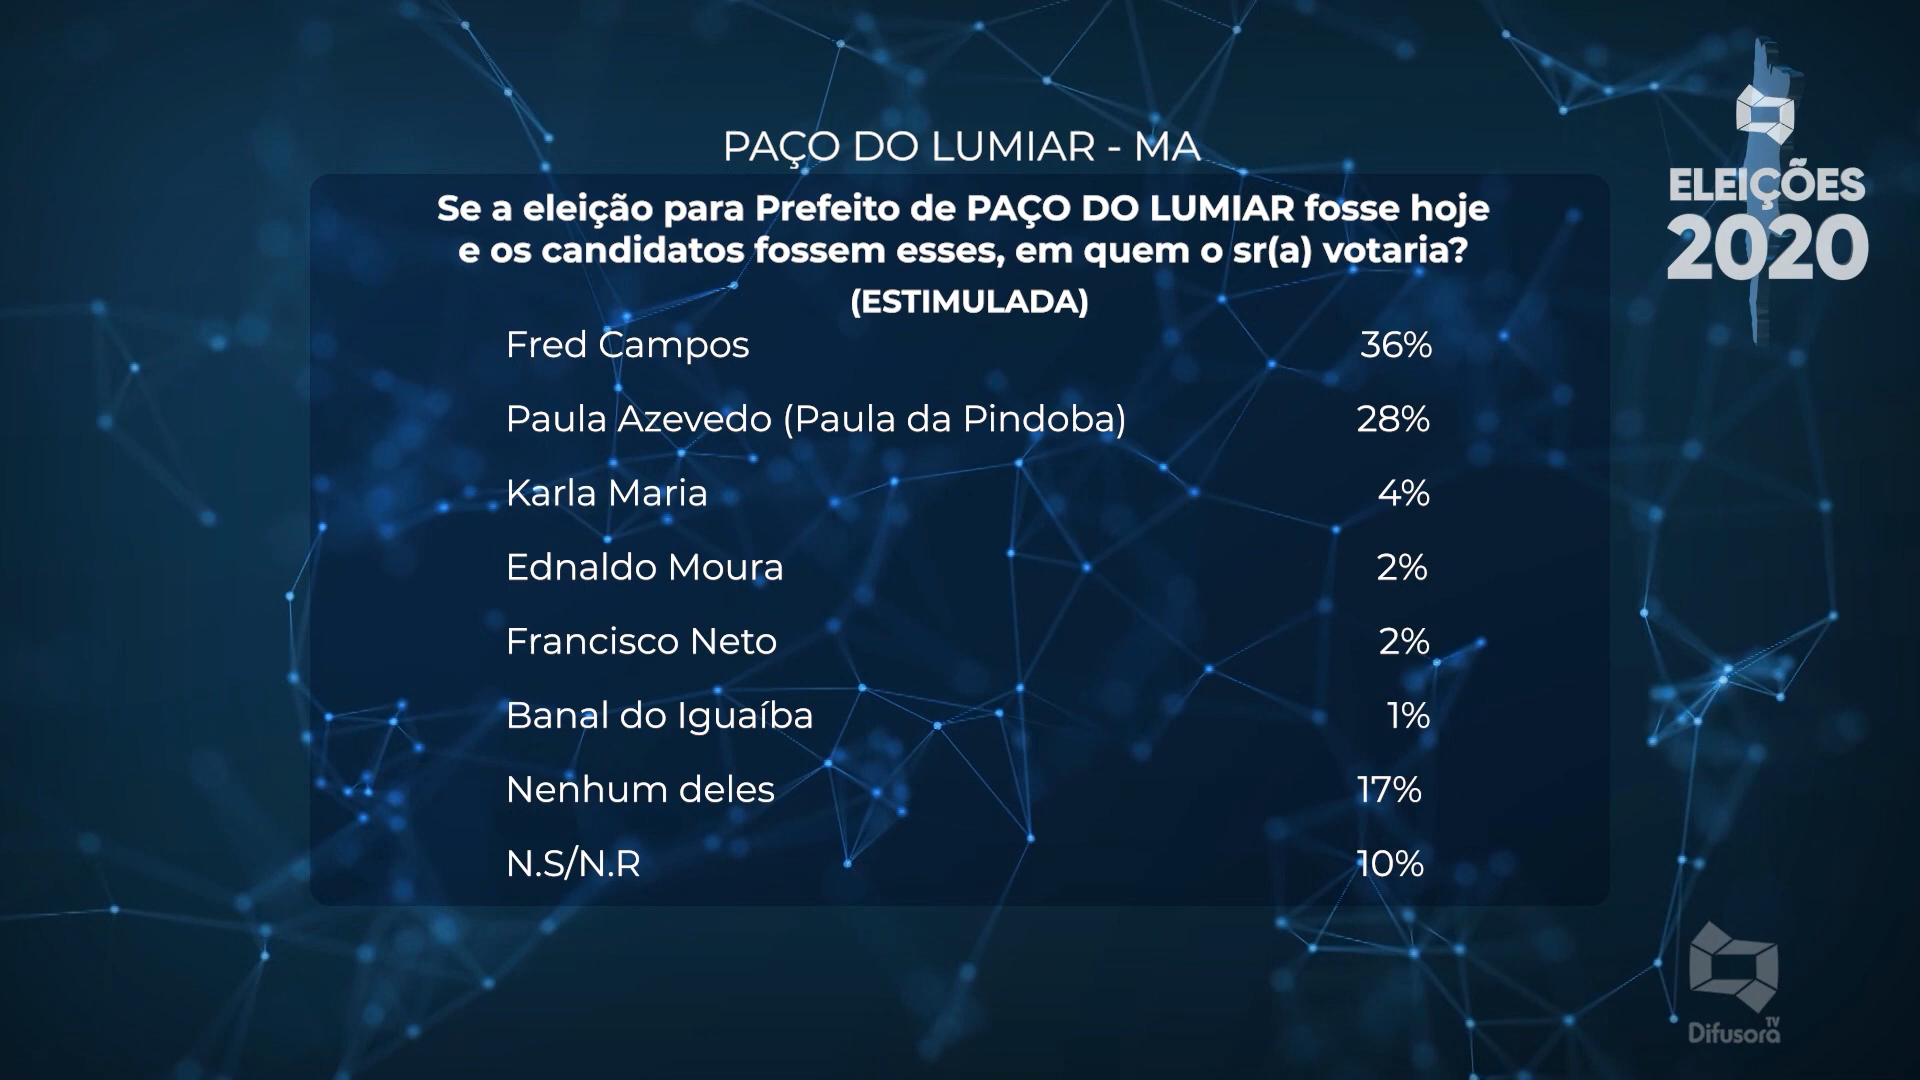 PAÇO DO LUMIAR - MA
Se a eleição para Prefeito de PAÇO DO LUMIAR fosse hoje
e os candidatos fossem esses, em quem o sr(a) votaria?
(ESTIMULADA)
Fred Campos 36%
Paula Azevedo (Paula da Pindoba) 28%
Karla Maria 4%
Ednaldo Moura 2%
Francisco Neto 2%
Banal do Iguaíba 1%
Nenhum deles 17%
N.S/N.R 10%
ELEIÇÕES
2020
TV
Difusora